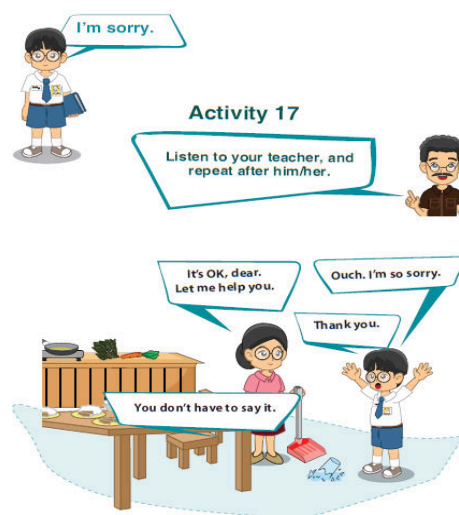 I'm sorry.
Activity 17
Listen to your teacher, and
repeat after him/her.
It's OK, dear.
Let me help you.
Ouch. I'm so sorry.
Thank you.
You don't have to say it.